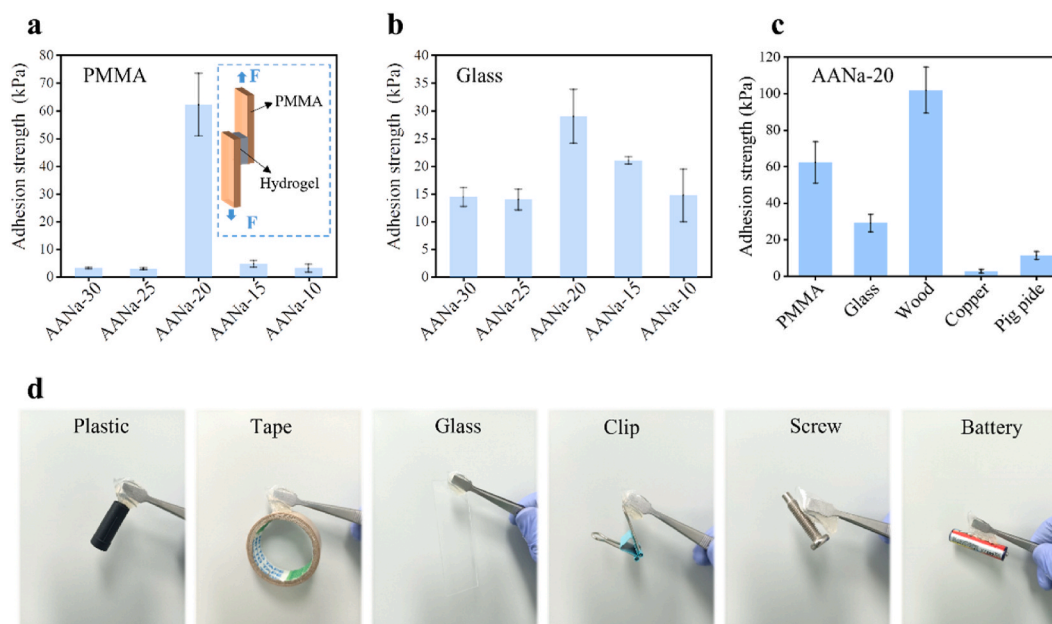 a
PMMA
Adhesion strength (kPa)
80
70
60
50
40
30
20
10
0
F
PMMA
Hydrogel
F
AANa-30
AANa-25
AANa-20
AANa-15
AANa-10
b
Glass
Adhesion strength (kPa)
40
35
30
25
20
15
10
5
0
AANa-30
AANa-25
AANa-20
AANa-15
AANa-10
c
AANa-20
Adhesion strength (kPa)
120
100
80
60
40
20
0
PMMA
Glass
Wood
Copper
Pig pide
d
Plastic
Tape
Glass
Clip
Screw
Battery